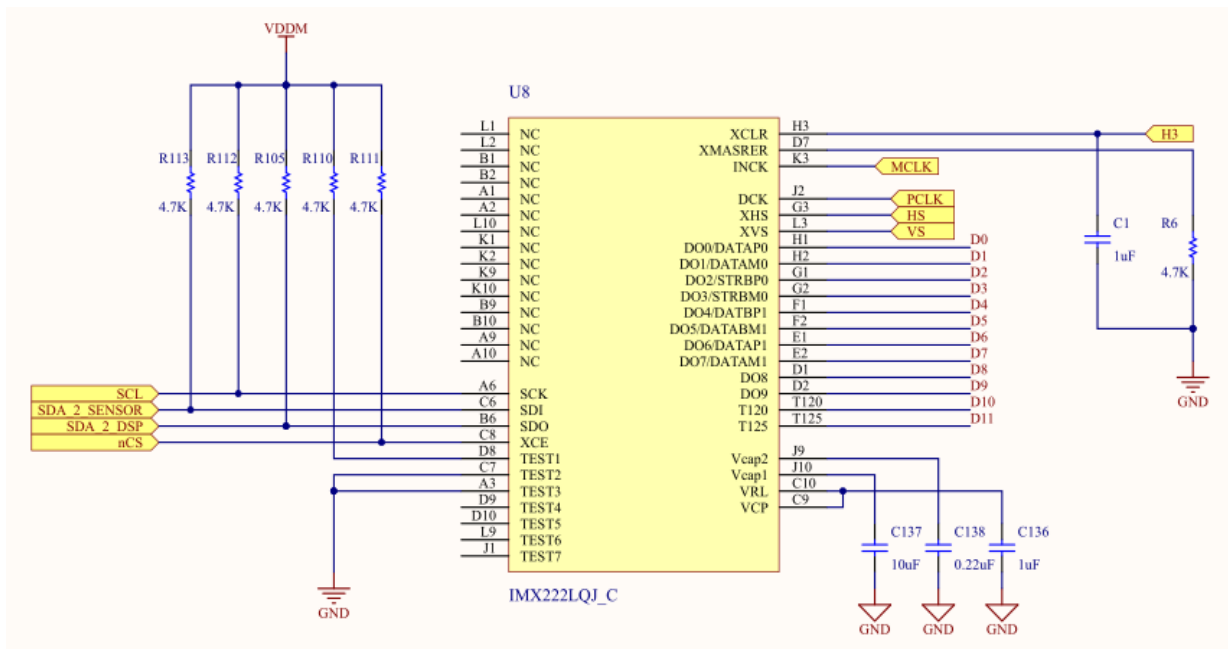 VDDM
R113 R112 R105 R110 R111
4.7K 4.7K 4.7K 4.7K 4.7K
SCL
SDA_2_SENSOR
SDA_2_DSP
nCS
GND
U8
L1 NC
L2 NC
B1 NC
B2 NC
A1 NC
A2 NC
L10 NC
K1 NC
K2 NC
K9 NC
K10 NC
B9 NC
B10 NC
A9 NC
A10 NC
A6 SCK
C6 SDI
B6 SDO
C8 XCE
D8 TEST1
C7 TEST2
A3 TEST3
D9 TEST4
D10 TEST5
L9 TEST6
J1 TEST7
XCLR H3 H3
XMASRER D7
INCK K3 MCLK
DCK J2 PCLK
XHS G3 HS
XVS L3 VS
DO0/DATAP0 H1 D0
DO1/DATAM0 H2 D1
DO2/STRBP0 G1 D2
DO3/STRBM0 G2 D3
DO4/DATBP1 F1 D4
DO5/DATABM1 F2 D5
DO6/DATAP1 E1 D6
DO7/DATAM1 E2 D7
DO8 D1 D8
DO9 D2 D9
T120 T120 D10
T125 T125 D11
Vcap2 J9
Vcap1 J10
VRL C10
VCP C9
IMX222LQJ_C
C1
1uF
R6
4.7K
GND
C137 C138 C136
10uF 0.22uF 1uF
GND GND GND